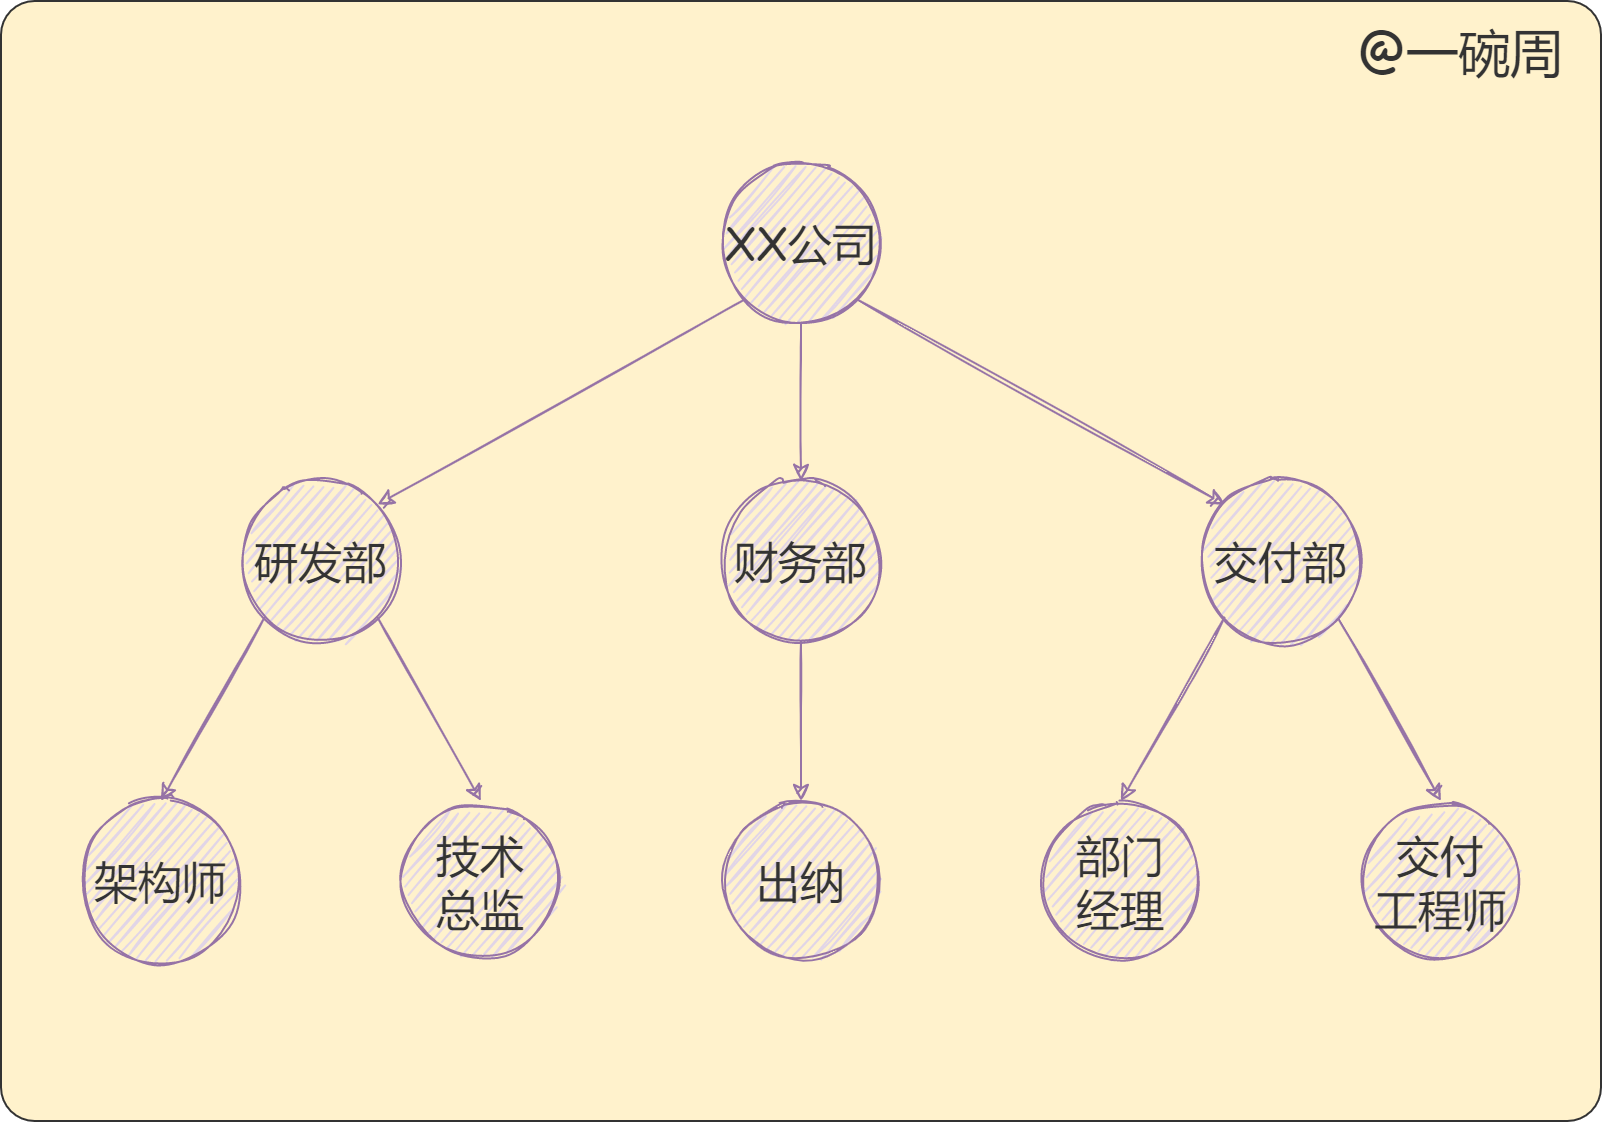 @一碗周
XX公司
研发部
财务部
交付部
架构师
技术
总监
出纳
部门
经理
交付
工程师